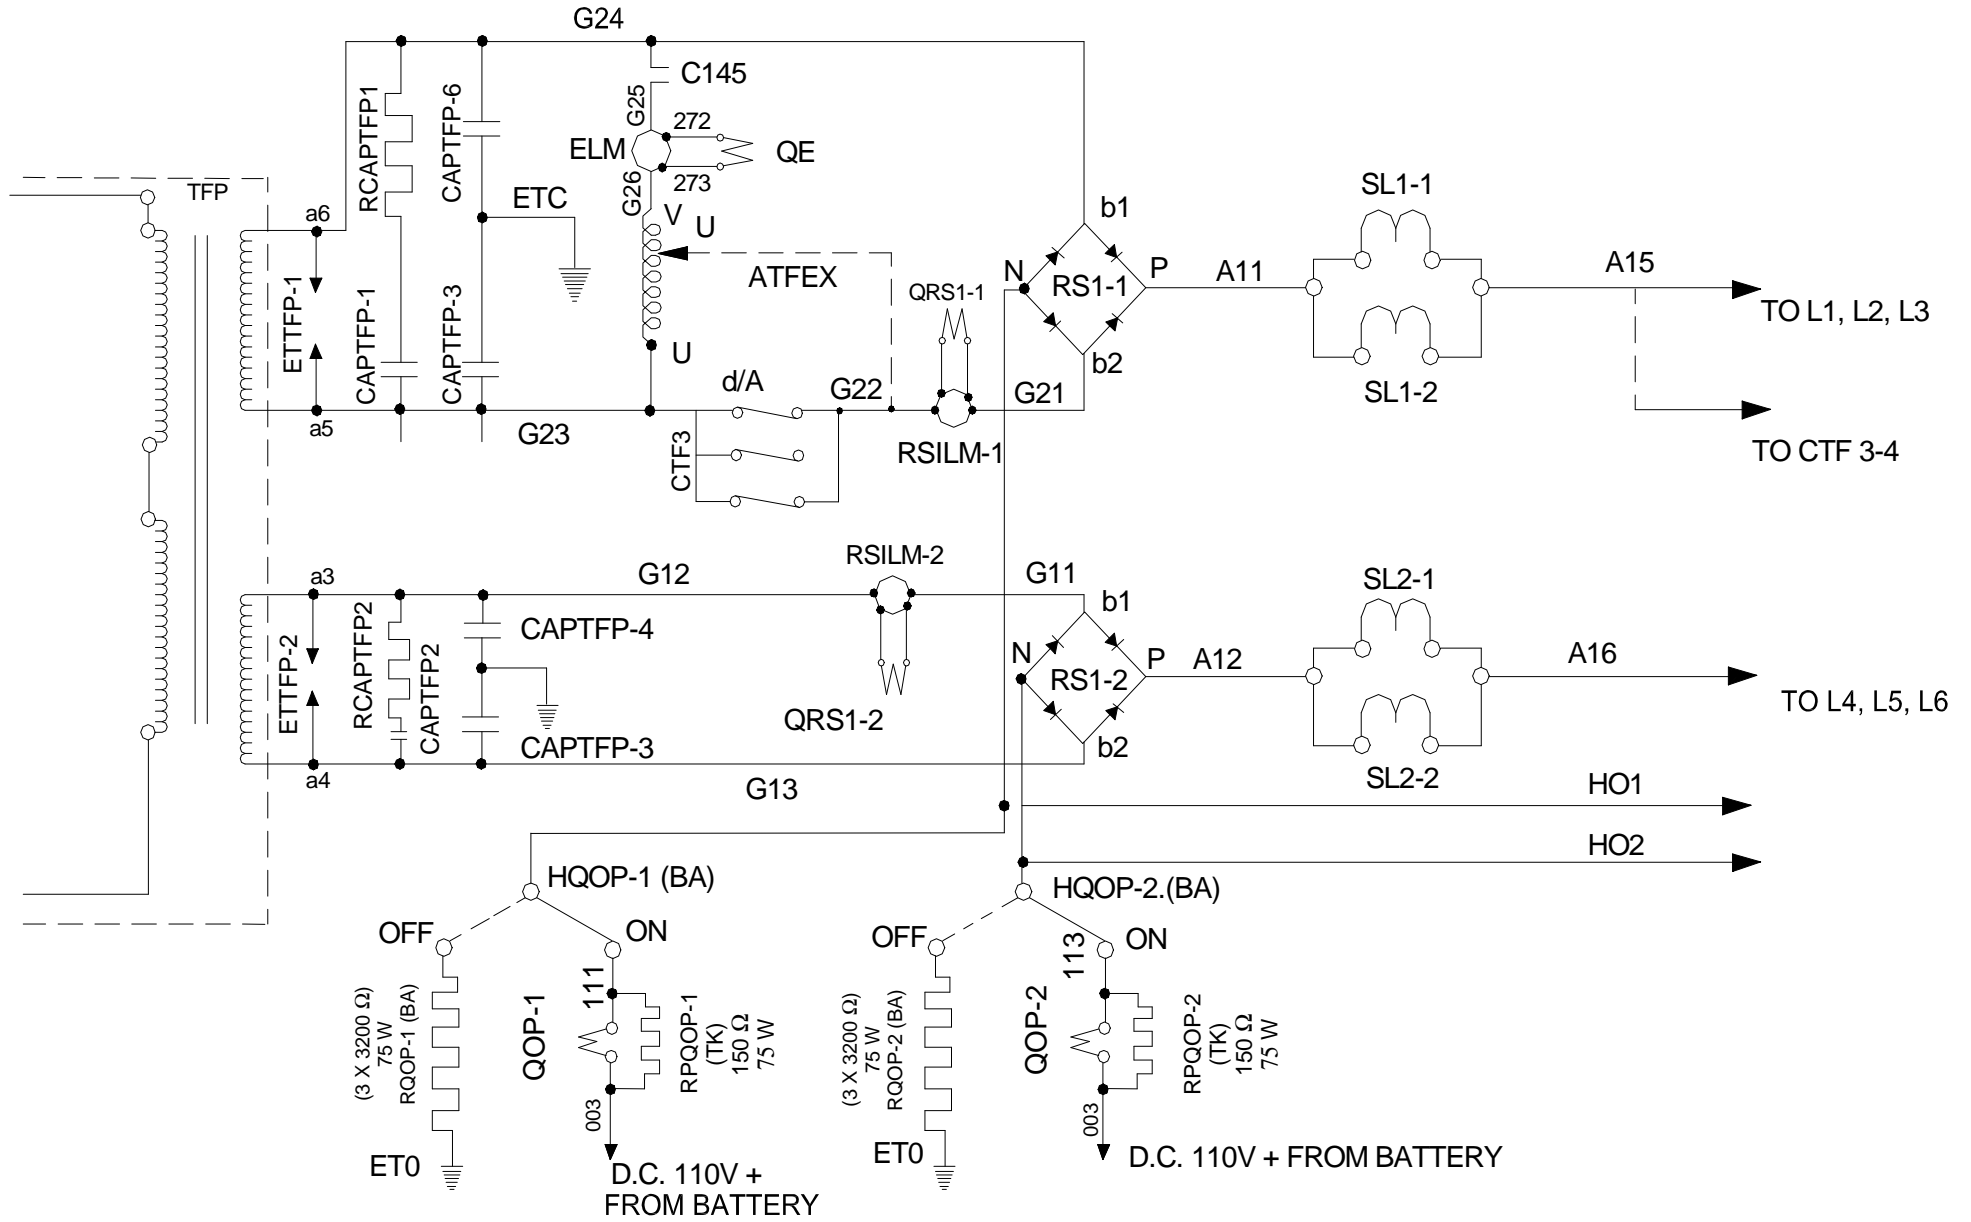 G24
C145
G25
272
ELM
QE
273
G26
RCAPTFP1
CAPTFP-6
TFP
a6
ETC
V
U
ATFEX
b1
SL1-1
N
RS1-1
P
A11
A15
TO L1, L2, L3
QRS1-1
ETTFP-1
CAPTFP-1
CAPTFP-3
U
b2
d/A
G22
G21
SL1-2
a5
G23
CTF3
RSILM-1
TO CTF 3-4
RSILM-2
a3
G12
G11
b1
SL2-1
ETTFP-2
RCAPTFP2
CAPTFP2
CAPTFP-4
N
RS1-2
P
A12
A16
TO L4, L5, L6
QRS1-2
CAPTFP-3
b2
a4
G13
SL2-2
HO1
HO2
HQOP-1 (BA)
HQOP-2.(BA)
OFF
ON
OFF
ON
111
113
(3 X 3200 Ω)
75 W
RQOP-1 (BA)
QOP-1
RPQOP-1
(TK)
150 Ω
75 W
(3 X 3200 Ω)
75 W
RQOP-2 (BA)
QOP-2
RPQOP-2
(TK)
150 Ω
75 W
003
003
ET0
D.C. 110V +
FROM BATTERY
ET0
D.C. 110V + FROM BATTERY